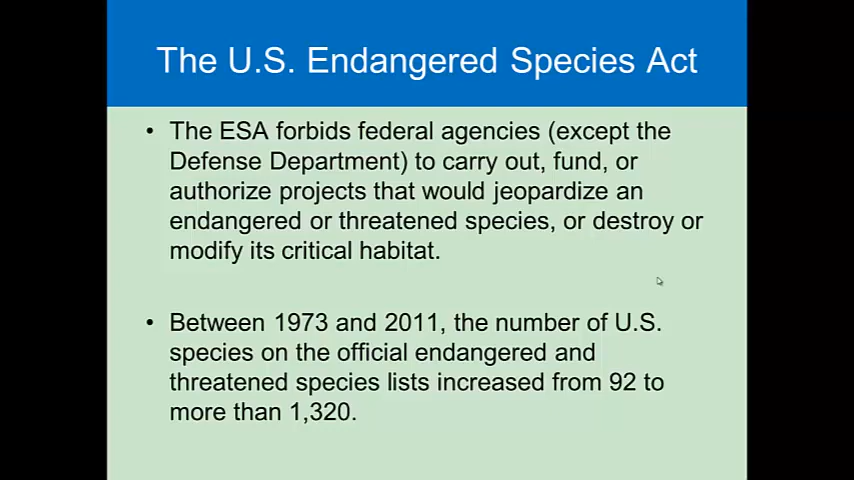 The U.S. Endangered Species Act
• The ESA forbids federal agencies (except the
Defense Department) to carry out, fund, or
authorize projects that would jeopardize an
endangered or threatened species, or destroy or
modify its critical habitat.
• Between 1973 and 2011, the number of U.S.
species on the official endangered and
threatened species lists increased from 92 to
more than 1,320.